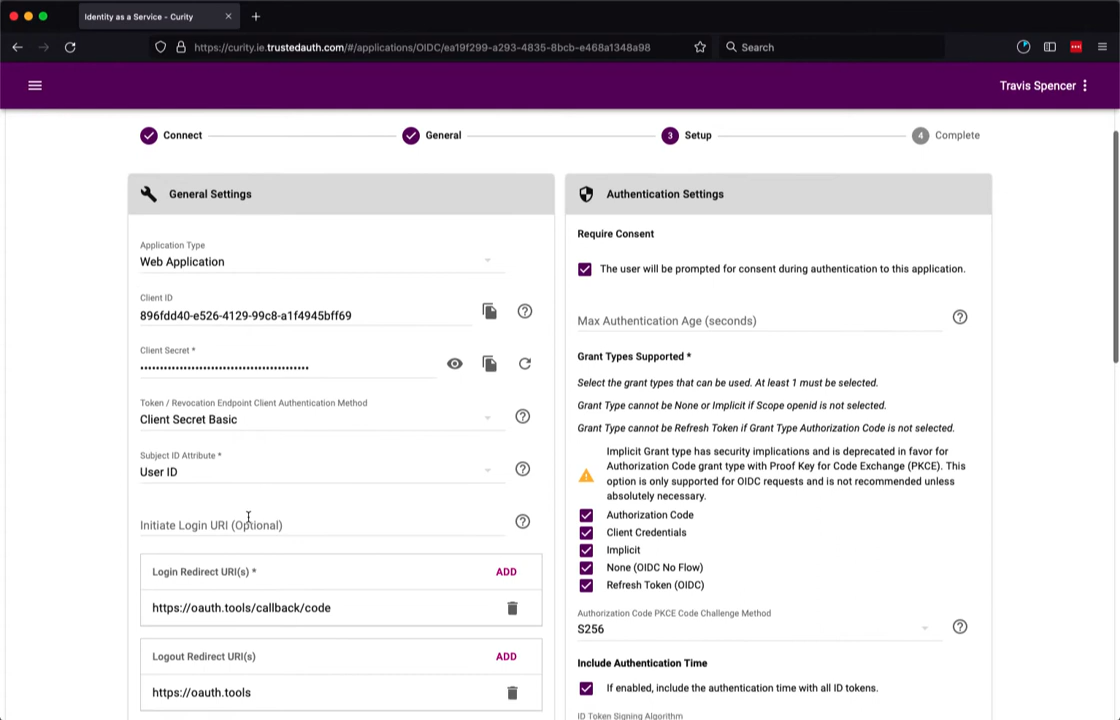 Identity as a Service - Curity
https://curity.ie.trustedauth.com/#/applications/OIDC/ea19f299-a293-4835-8bcb-e468a1348a98
Search
Travis Spencer
Connect
General
3 Setup
4 Complete
General Settings
Application Type
Web Application
Client ID
896fdd40-e526-4129-99c8-a1f4945bff69
Client Secret *
Token / Revocation Endpoint Client Authentication Method
Client Secret Basic
Subject ID Attribute *
User ID
Initiate Login URI (Optional)
Login Redirect URI(s) * ADD
https://oauth.tools/callback/code
Logout Redirect URI(s) ADD
https://oauth.tools
Authentication Settings
Require Consent
The user will be prompted for consent during authentication to this application.
Max Authentication Age (seconds)
Grant Types Supported *
Select the grant types that can be used. At least 1 must be selected.
Grant Type cannot be None or Implicit if Scope openid is not selected.
Grant Type cannot be Refresh Token if Grant Type Authorization Code is not selected.
Implicit Grant type has security implications and is deprecated in favor for
Authorization Code grant type with Proof Key for Code Exchange (PKCE). This
option is only supported for OIDC requests and is not recommended unless
absolutely necessary.
Authorization Code
Client Credentials
Implicit
None (OIDC No Flow)
Refresh Token (OIDC)
Authorization Code PKCE Code Challenge Method
S256
Include Authentication Time
If enabled, include the authentication time with all ID tokens.
ID Token Signing Algorithm